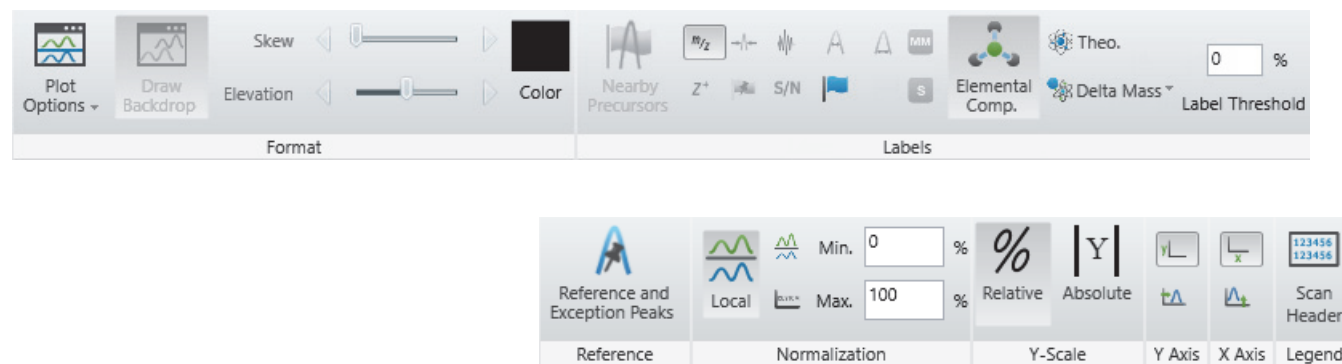 Plot
Options
Draw
Backdrop
Skew
Elevation
Color
Format
Nearby
Precursors
m/z
Z+
S/N
MM
S
Elemental
Comp.
Theo.
Delta Mass
0 %
Label Threshold
Labels
Reference and
Exception Peaks
Reference
Local
Min. 0 %
Max. 100 %
Normalization
%
Relative
Y
Absolute
Y-Scale
Y
Y Axis
X
X Axis
123456
123456
Scan
Header
Legend